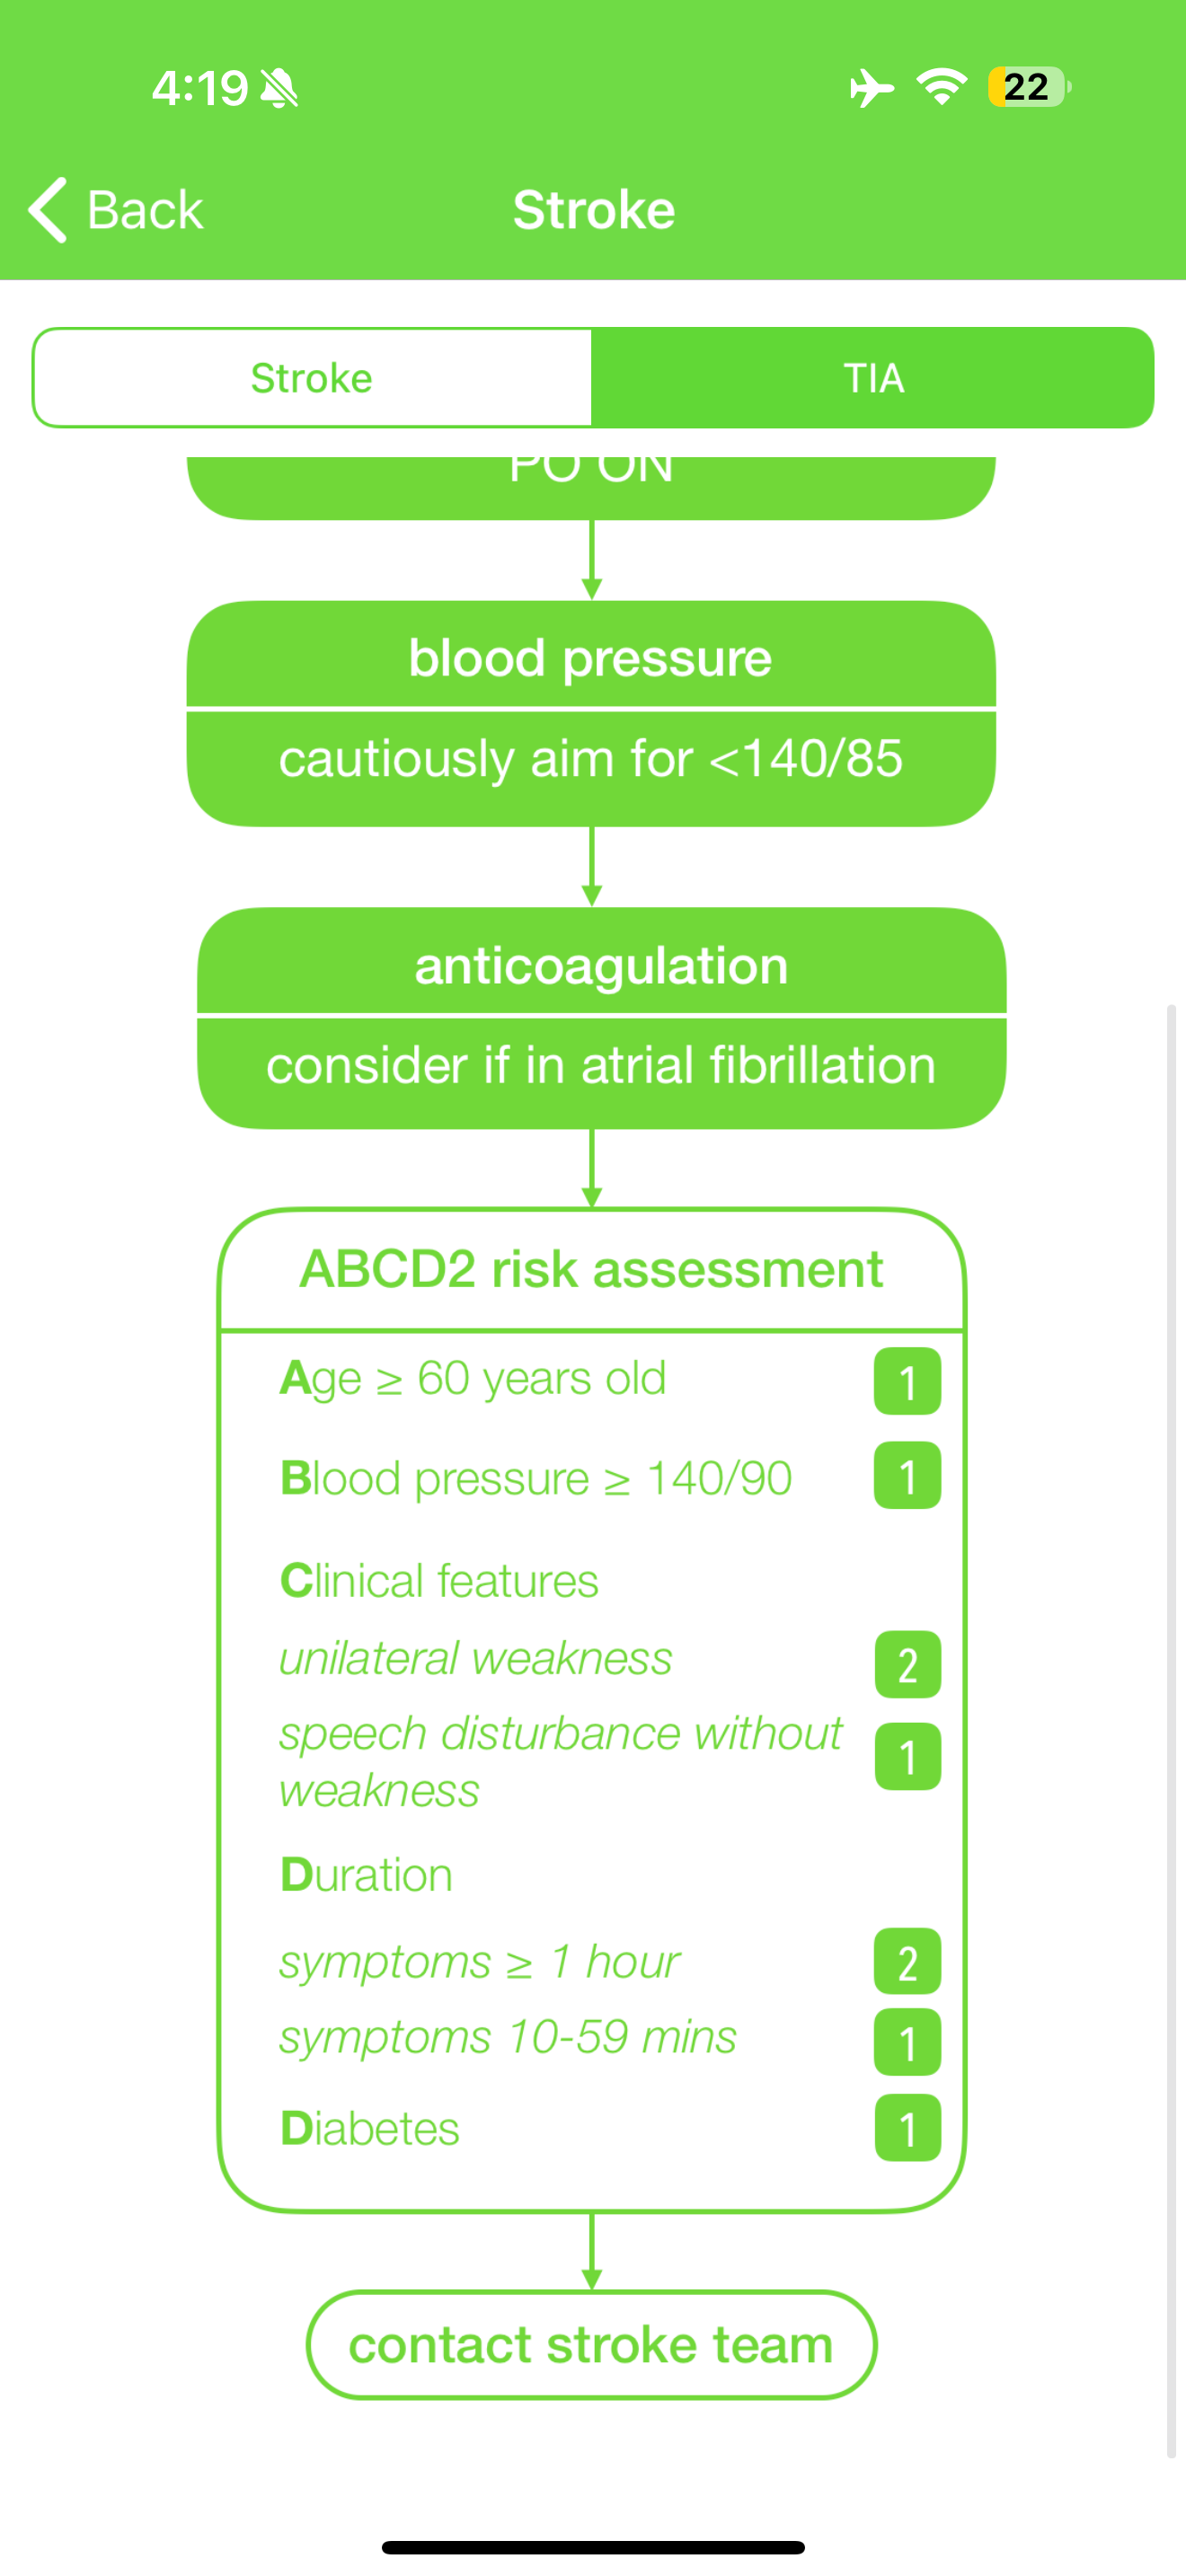 4:19
22
Back
Stroke
Stroke
TIA
PO ON
blood pressure
cautiously aim for <140/85
anticoagulation
consider if in atrial fibrillation
ABCD2 risk assessment
Age ≥ 60 years old 1
Blood pressure ≥ 140/90 1
Clinical features
unilateral weakness 2
speech disturbance without
weakness 1
Duration
symptoms ≥ 1 hour 2
symptoms 10-59 mins 1
Diabetes 1
contact stroke team